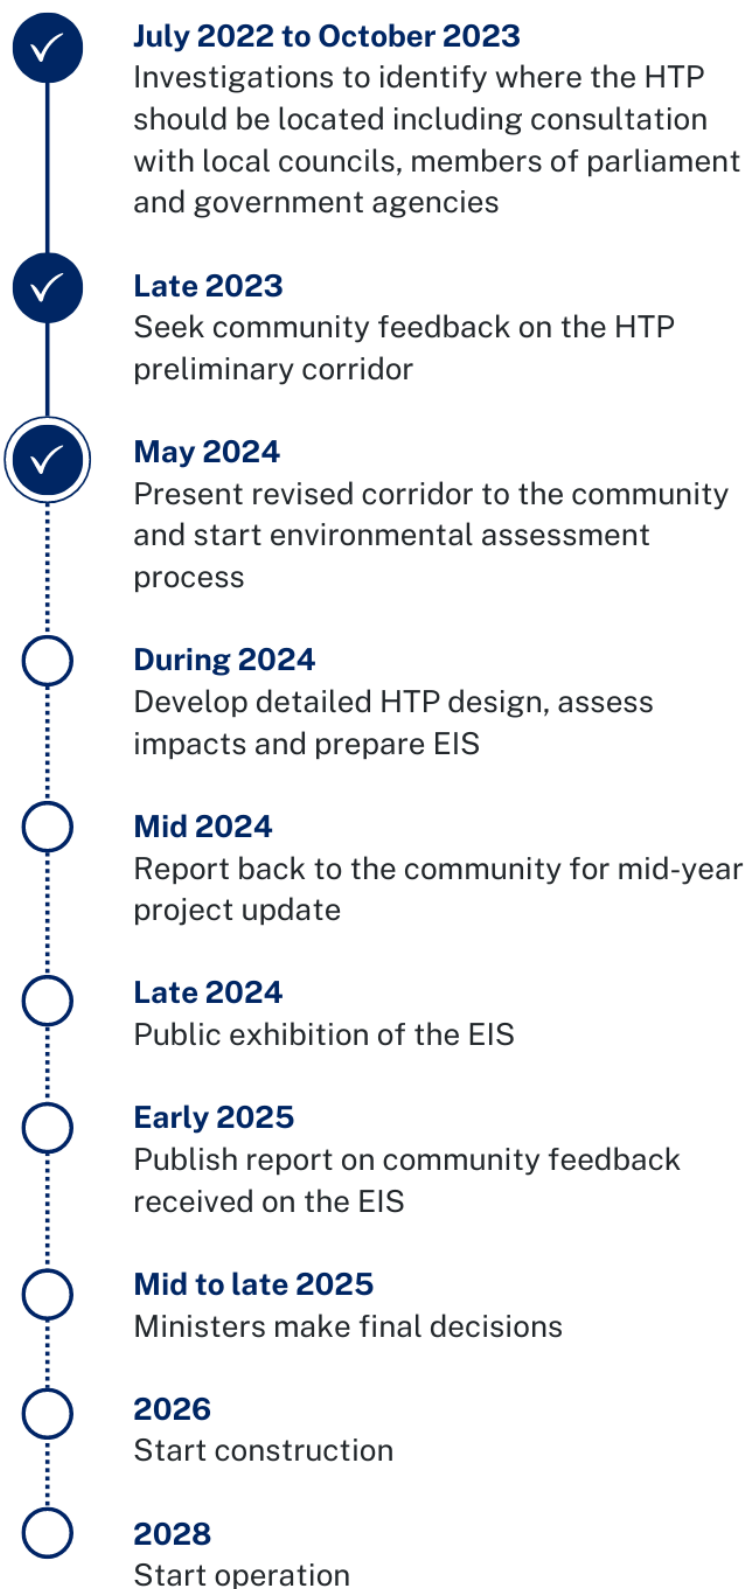 July 2022 to October 2023
Investigations to identify where the HTP
should be located including consultation
with local councils, members of parliament
and government agencies
Late 2023
Seek community feedback on the HTP
preliminary corridor
May 2024
Present revised corridor to the community
and start environmental assessment
process
During 2024
Develop detailed HTP design, assess
impacts and prepare EIS
Mid 2024
Report back to the community for mid-year
project update
Late 2024
Public exhibition of the EIS
Early 2025
Publish report on community feedback
received on the EIS
Mid to late 2025
Ministers make final decisions
2026
Start construction
2028
Start operation